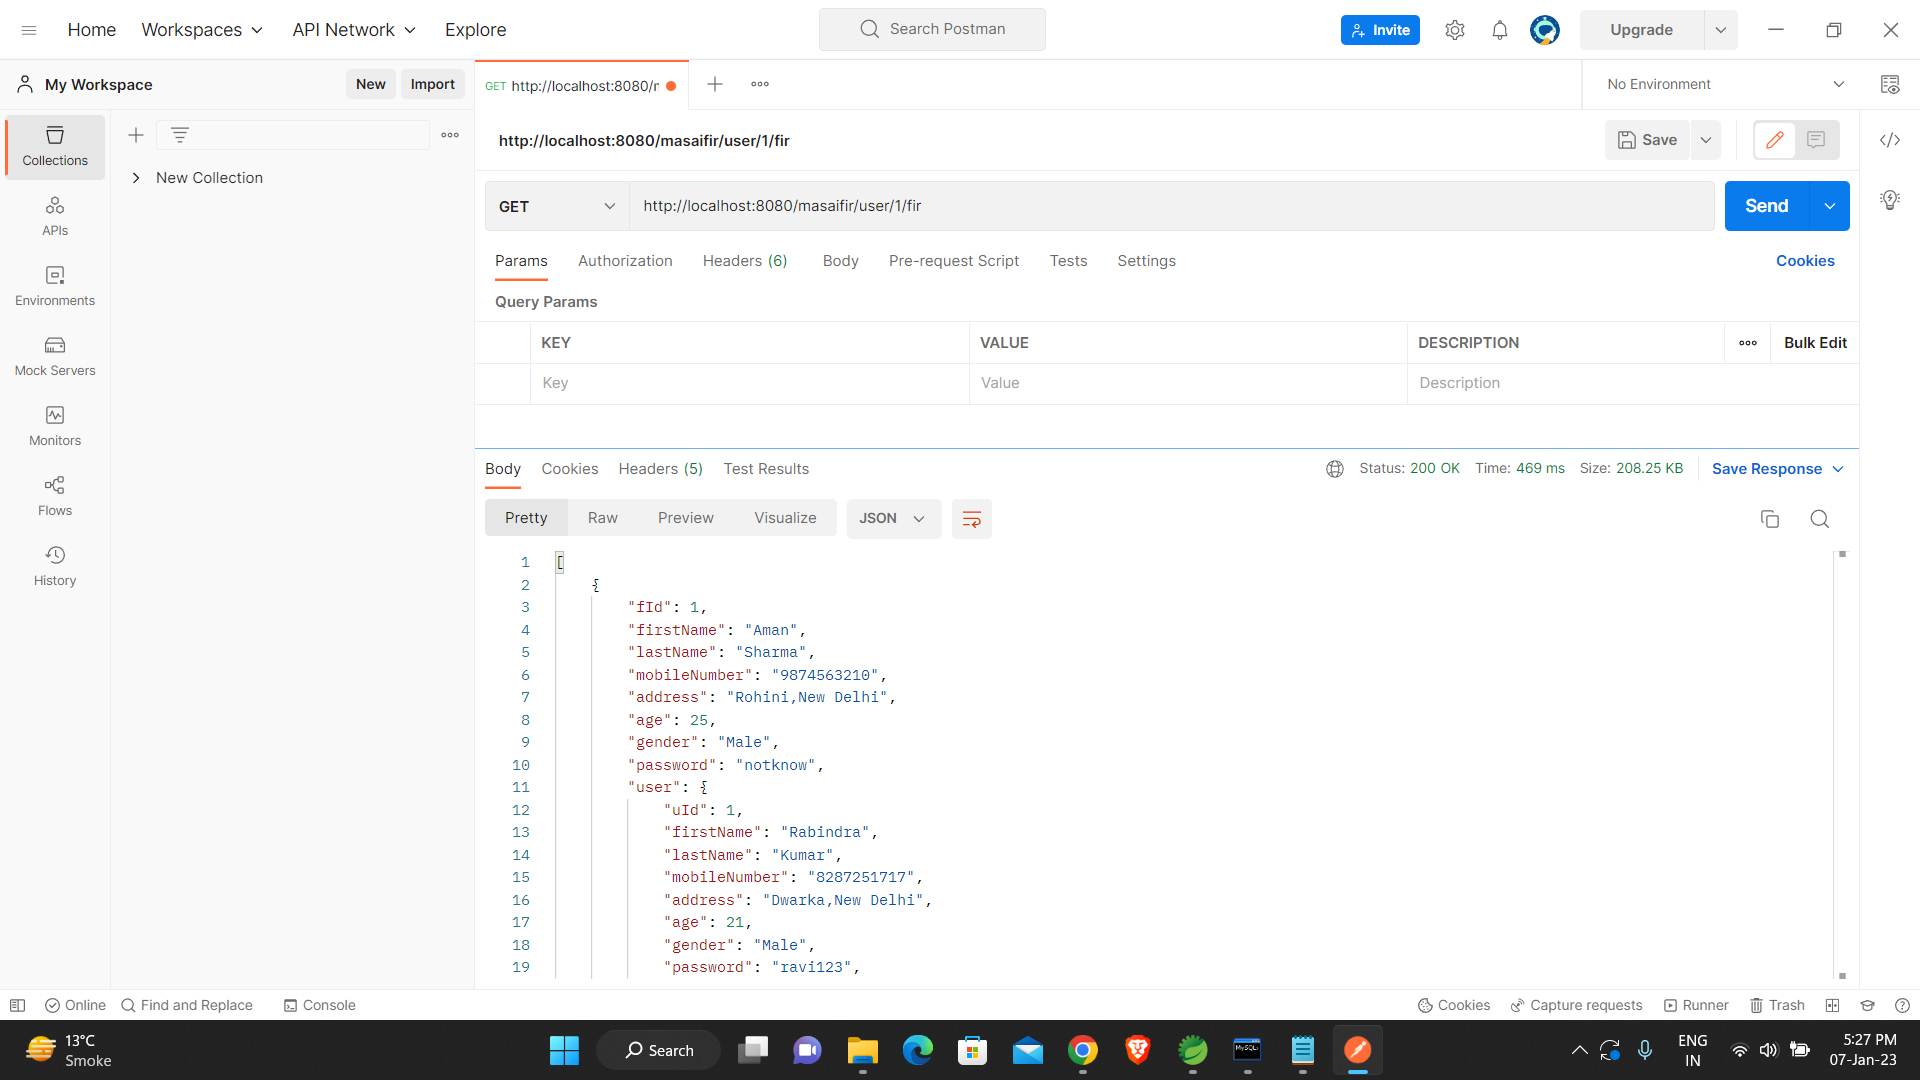 Home Workspaces API Network Explore Search Postman Invite Upgrade
My Workspace New Import GET http://localhost:8080/r No Environment
Collections
APIs
Environments
Mock Servers
Monitors
Flows
History
New Collection
http://localhost:8080/masaifir/user/1/fir Save
GET http://localhost:8080/masaifir/user/1/fir Send
Params Authorization Headers (6) Body Pre-request Script Tests Settings Cookies
Query Params
KEY VALUE DESCRIPTION Bulk Edit
Key Value Description
Body Cookies Headers (5) Test Results Status: 200 OK Time: 469 ms Size: 208.25 KB Save Response
Pretty Raw Preview Visualize JSON
1 [
2 {
3 "fId": 1,
4 "firstName": "Aman",
5 "lastName": "Sharma",
6 "mobileNumber": "9874563210",
7 "address": "Rohini,New Delhi",
8 "age": 25,
9 "gender": "Male",
10 "password": "notknow",
11 "user": {
12 "uId": 1,
13 "firstName": "Rabindra",
14 "lastName": "Kumar",
15 "mobileNumber": "8287251717",
16 "address": "Dwarka,New Delhi",
17 "age": 21,
18 "gender": "Male",
19 "password": "ravi123",
Online Find and Replace Console Cookies Capture requests Runner Trash
13°C
Smoke
Search
MySQL
ENG
IN
5:27 PM
07-Jan-23